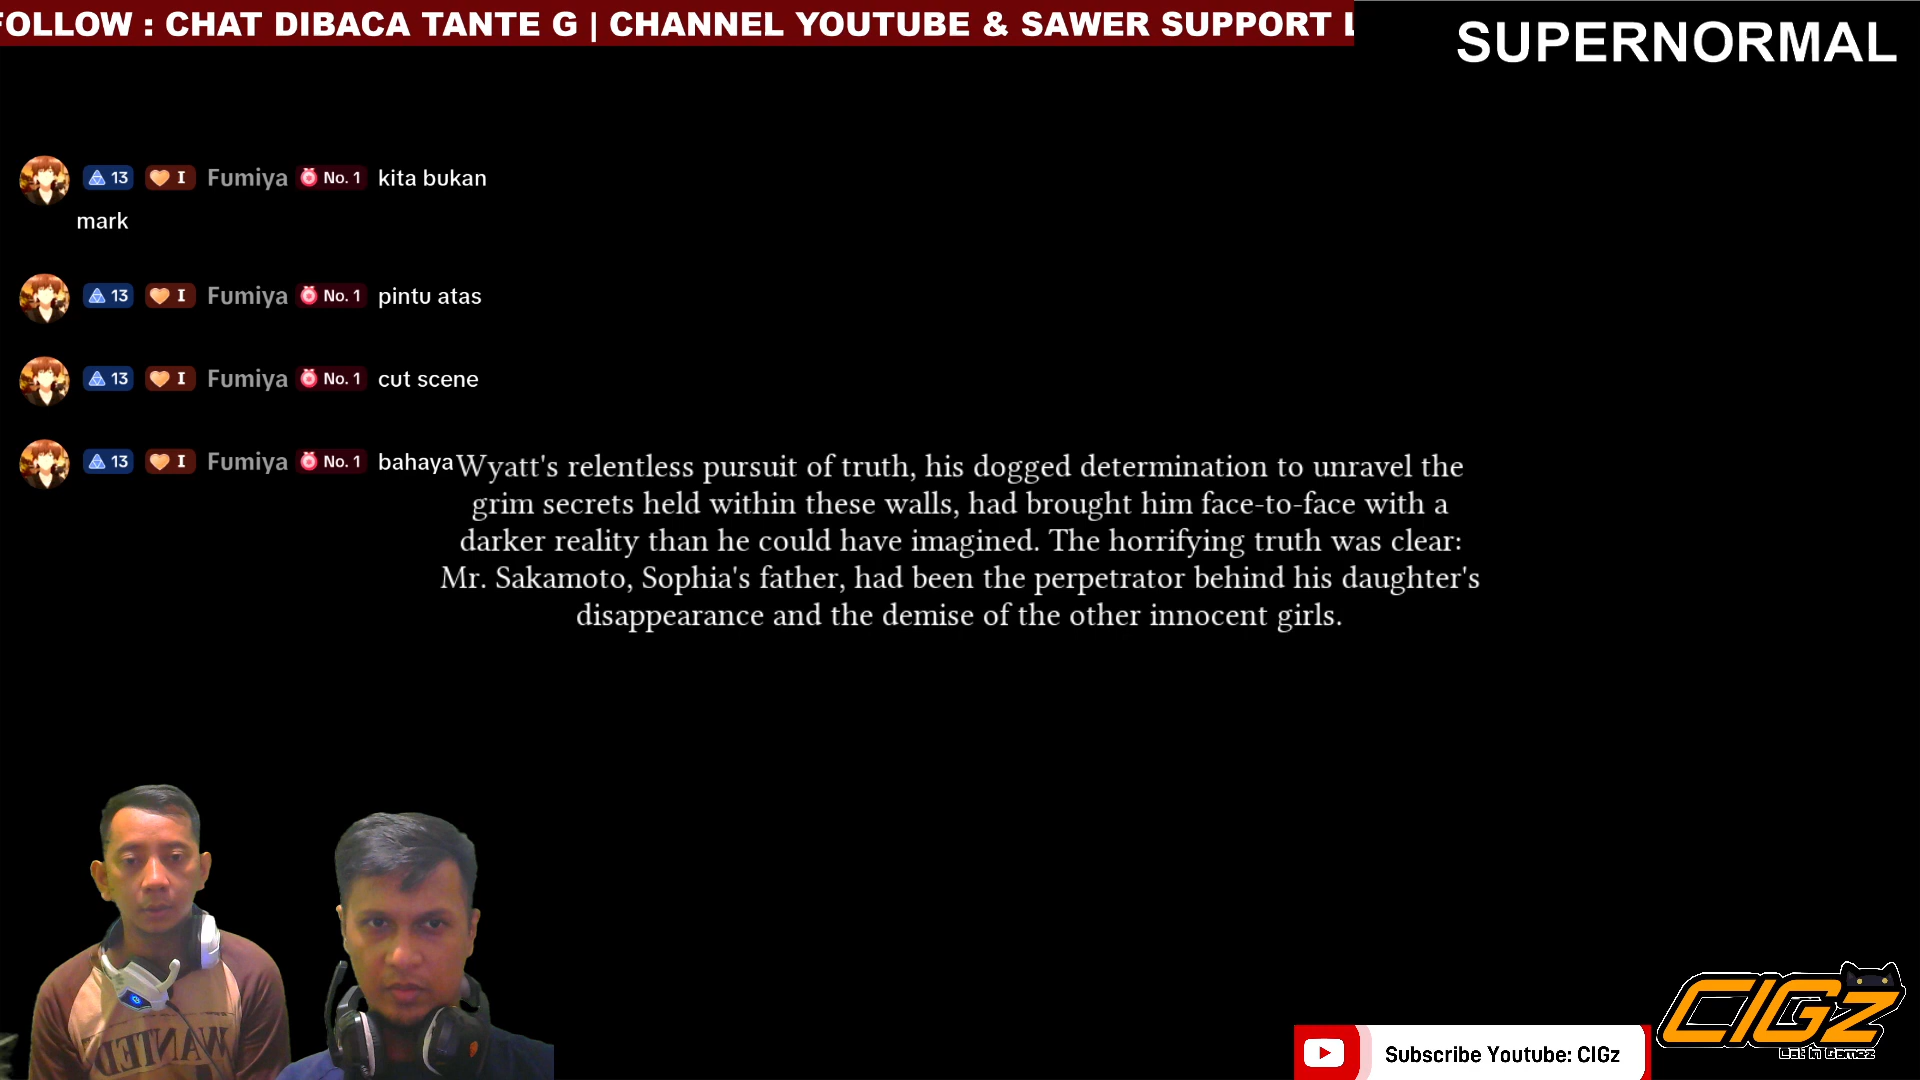 FOLLOW : CHAT DIBACA TANTE G | CHANNEL YOUTUBE & SAWER SUPPORT L
SUPERNORMAL
13 I Fumiya No. 1 kita bukan
mark
13 I Fumiya No. 1 pintu atas
13 I Fumiya No. 1 cut scene
13 I Fumiya No. 1 bahaya
Wyatt's relentless pursuit of truth, his dogged determination to unravel the
grim secrets held within these walls, had brought him face-to-face with a
darker reality than he could have imagined. The horrifying truth was clear:
Mr. Sakamoto, Sophia's father, had been the perpetrator behind his daughter's
disappearance and the demise of the other innocent girls.
WANTED
CIGz
Cat In Gamez
Subscribe Youtube: CIGz